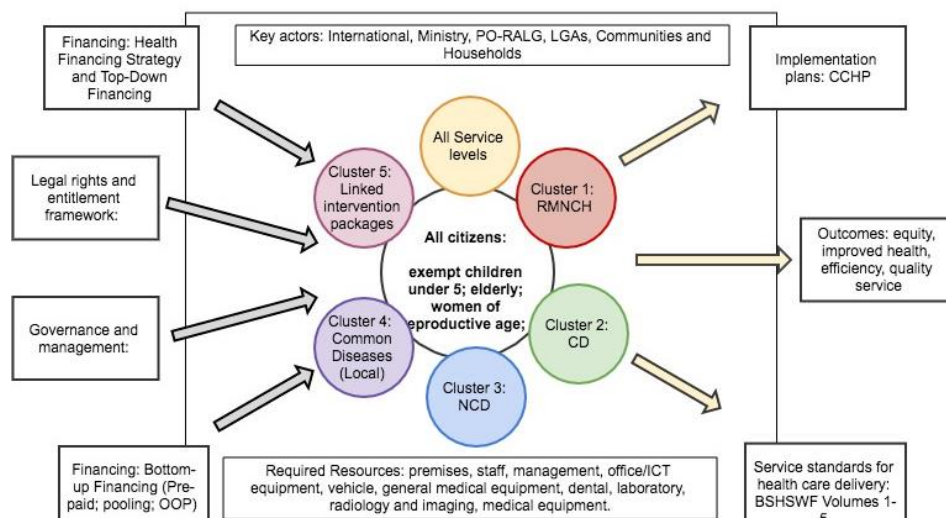 Financing: Health
Financing Strategy
and Top-Down
Financing
Key actors: International, Ministry, PO-RALG, LGAs, Communities and
Households
Implementation
plans: CCHP
All Service
levels
Cluster 5:
Linked
intervention
packages
Cluster 1:
RMNCH
Legal rights and
entitlement
framework:
All citizens:
exempt children
under 5; elderly;
women of
reproductive age;
Outcomes: equity,
improved health,
efficiency, quality
service
Governance and
management:
Cluster 4:
Common
Diseases
(Local)
Cluster 2:
CD
Cluster 3:
NCD
Financing: Bottom-
up Financing (Pre-
paid; pooling; OOP)
Required Resources: premises, staff, management, office/ICT
equipment, vehicle, general medical equipment, dental, laboratory,
radiology and imaging, medical equipment.
Service standards for
health care delivery:
BSHSWF Volumes 1-
5